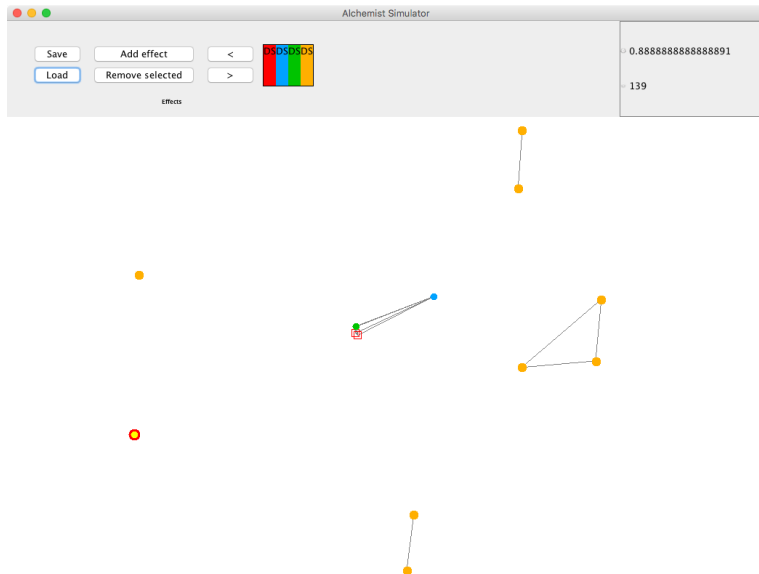 Alchemist Simulator
Save Add effect < DSDSDSDS 0.8888888888888891
Load Remove selected >
139
Effects